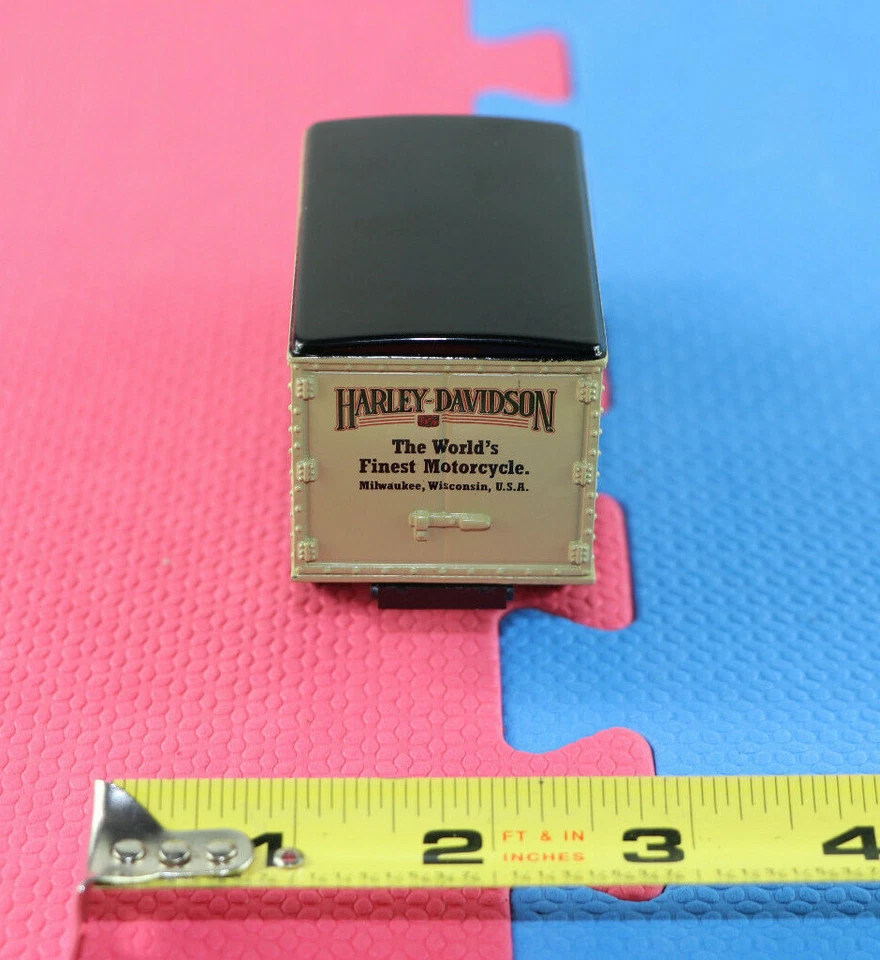 HARLEY-DAVIDSON
The World's
Finest Motorcycle.
Milwaukee, Wisconsin, U.S.A.
1 2 FT & IN 3 4
INCHES